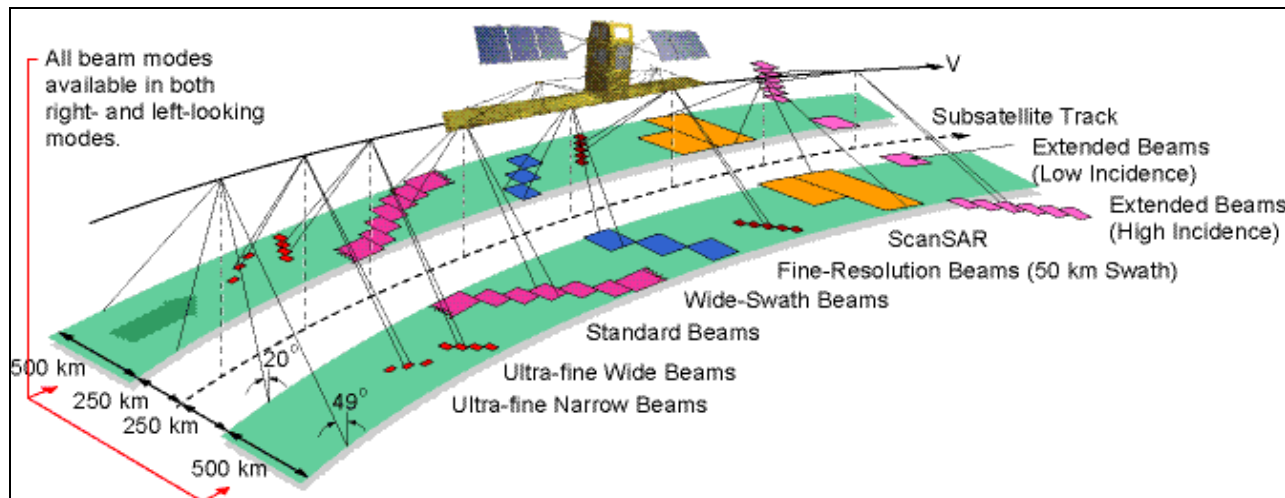 All beam modes
available in both
right- and left-looking
modes.
V
Subsatellite Track
Extended Beams
(Low Incidence)
Extended Beams
(High Incidence)
ScanSAR
Fine-Resolution Beams (50 km Swath)
Wide-Swath Beams
Standard Beams
Ultra-fine Wide Beams
Ultra-fine Narrow Beams
500 km
250 km
250 km
500 km
20°
49°